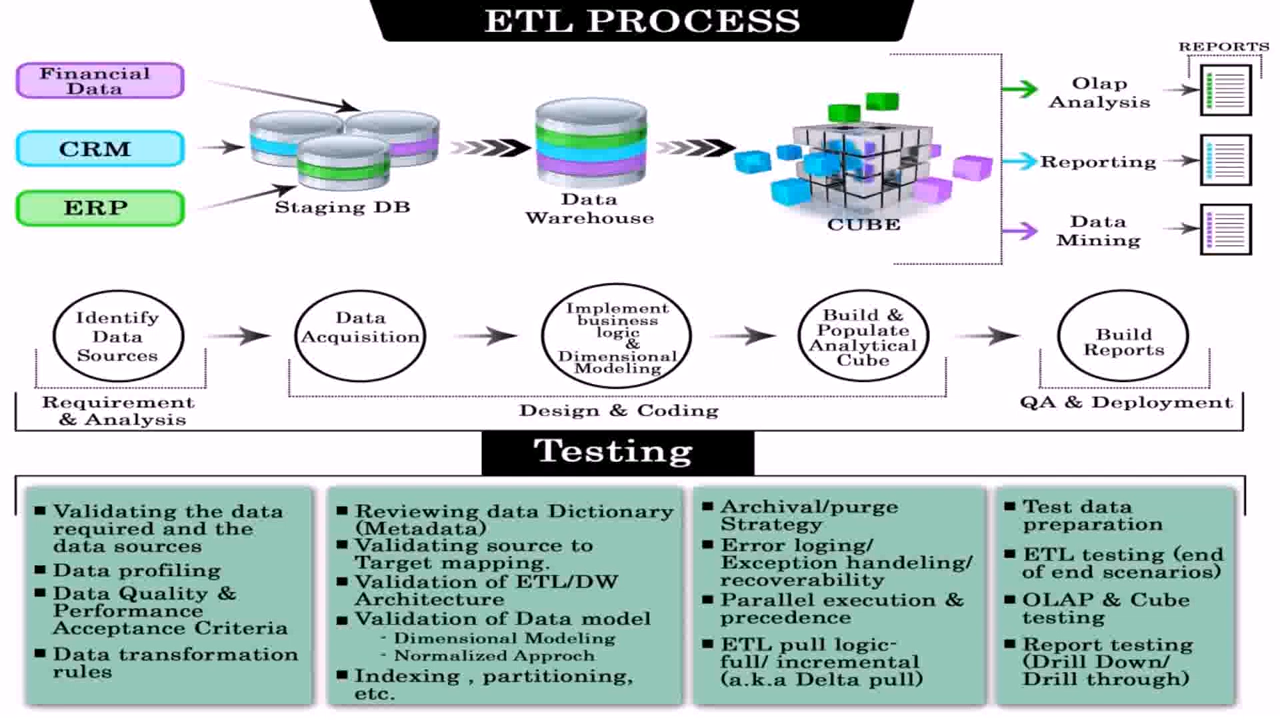 ETL PROCESS
REPORTS
Financial
Data
CRM
ERP
Staging DB
Data
Warehouse
CUBE
Olap
Analysis
Reporting
Data
Mining
Identify
Data
Sources
Data
Acquisition
Implement
business
logic
&
Dimensional
Modeling
Build &
Populate
Analytical
Cube
Build
Reports
Requirement
& Analysis
Design & Coding
QA & Deployment
Testing
▪ Validating the data
required and the
data sources
▪ Data profiling
▪ Data Quality &
Performance
Acceptance Criteria
▪ Data transformation
rules
▪ Reviewing data Dictionary
(Metadata)
▪ Validating source to
Target mapping.
▪ Validation of ETL/DW
Architecture
▪ Validation of Data model
- Dimensional Modeling
- Normalized Approch
▪ Indexing , partitioning,
etc.
▪ Archival/purge
Strategy
▪ Error loging/
Exception handeling/
recoverability
▪ Parallel execution &
precedence
▪ ETL pull logic-
full/ incremental
(a.k.a Delta pull)
▪ Test data
preparation
▪ ETL testing (end
of end scenarios)
▪ OLAP & Cube
testing
▪ Report testing
(Drill Down/
Drill through)